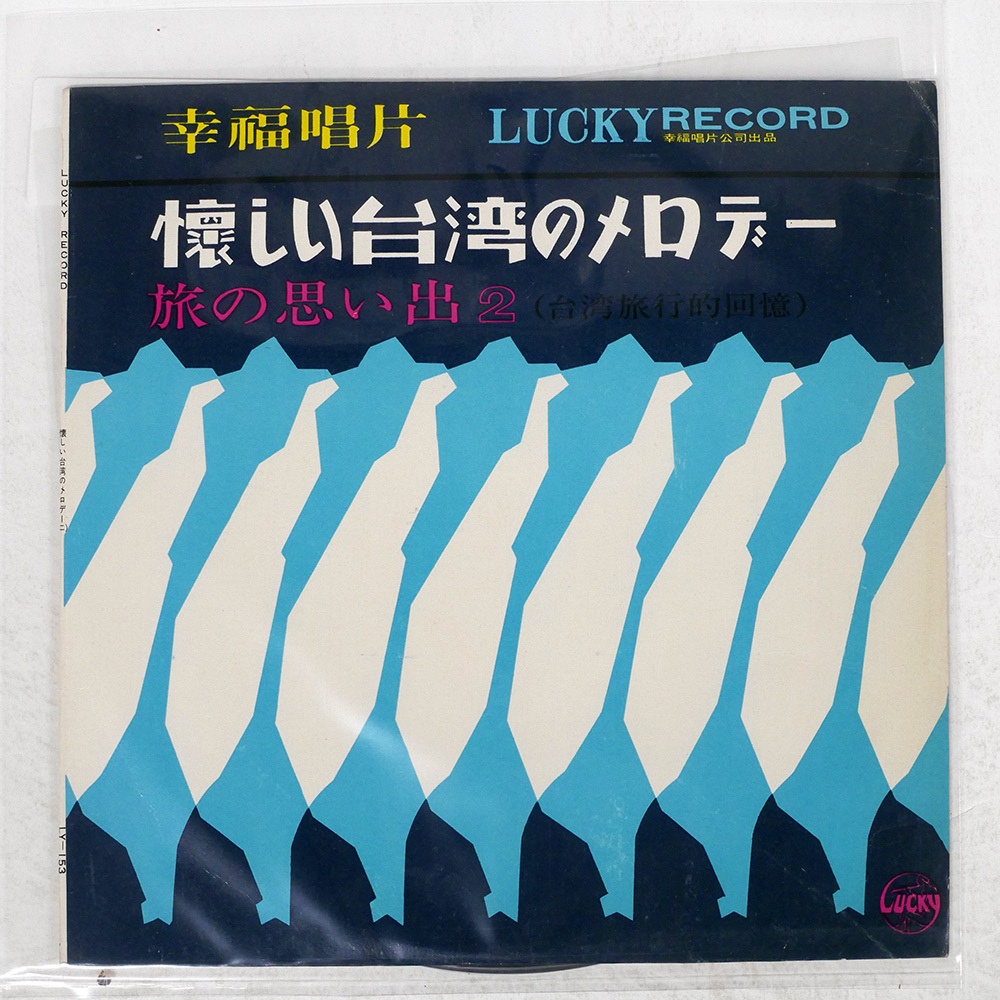 幸福唱片
LUCKY RECORD
幸福唱片公司出品
懐しい台湾のメロデー
旅の思い出2(台湾旅行的回憶)
LUCKY RECORD
懐しい台湾のメロデー
LY-153
LUCKY